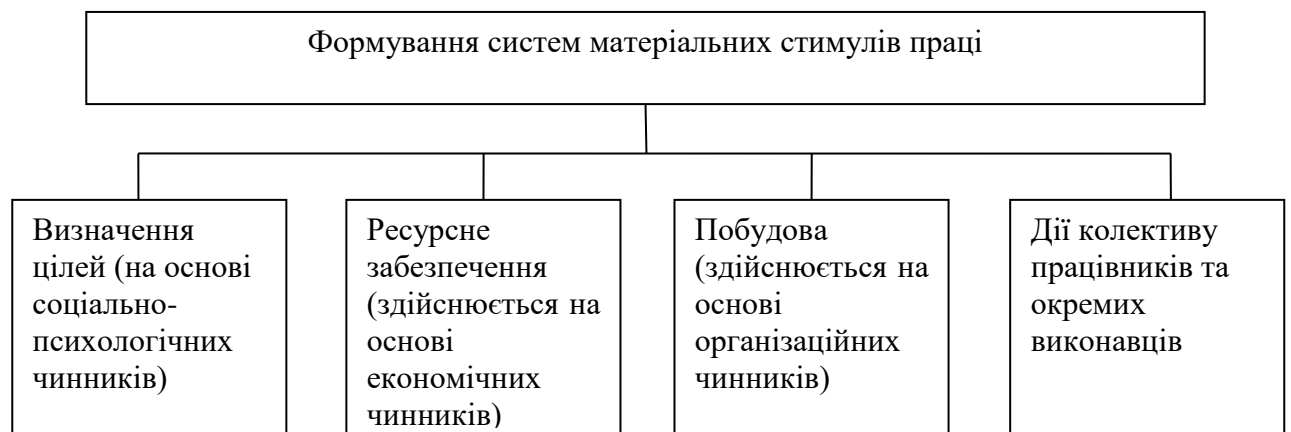 Формування систем матеріальних стимулів праці
Визначення
цілей (на основі
соціально-
психологічних
чинників)
Ресурсне
забезпечення
(здійснюється на
основі
економічних
чинників)
Побудова
(здійснюється на
основі
організаційних
чинників)
Дії колективу
працівників та
окремих
виконавців